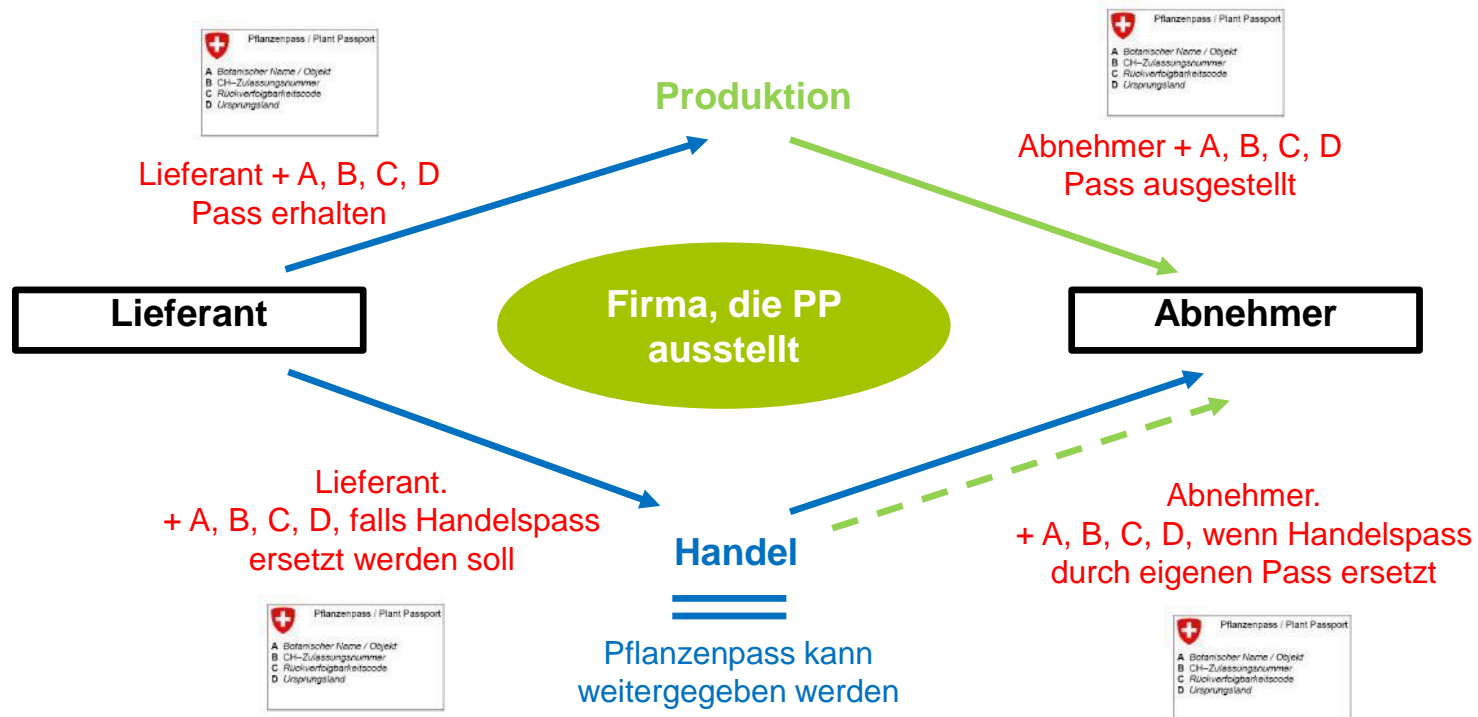 Pflanzenpass / Plant Passport
A Botanischer Name / Objekt
B CH–Zulassungsnummer
C Rückverfolgbarkeitscode
D Ursprungsland
Lieferant + A, B, C, D
Pass erhalten
Produktion
Pflanzenpass / Plant Passport
A Botanischer Name / Objekt
B CH–Zulassungsnummer
C Rückverfolgbarkeitscode
D Ursprungsland
Abnehmer + A, B, C, D
Pass ausgestellt
Lieferant
Firma, die PP
ausstellt
Abnehmer
Lieferant.
+ A, B, C, D, falls Handelspass
ersetzt werden soll
Pflanzenpass / Plant Passport
A Botanischer Name / Objekt
B CH–Zulassungsnummer
C Rückverfolgbarkeitscode
D Ursprungsland
Handel
Pflanzenpass kann
weitergegeben werden
Abnehmer.
+ A, B, C, D, wenn Handelspass
durch eigenen Pass ersetzt
Pflanzenpass / Plant Passport
A Botanischer Name / Objekt
B CH–Zulassungsnummer
C Rückverfolgbarkeitscode
D Ursprungsland